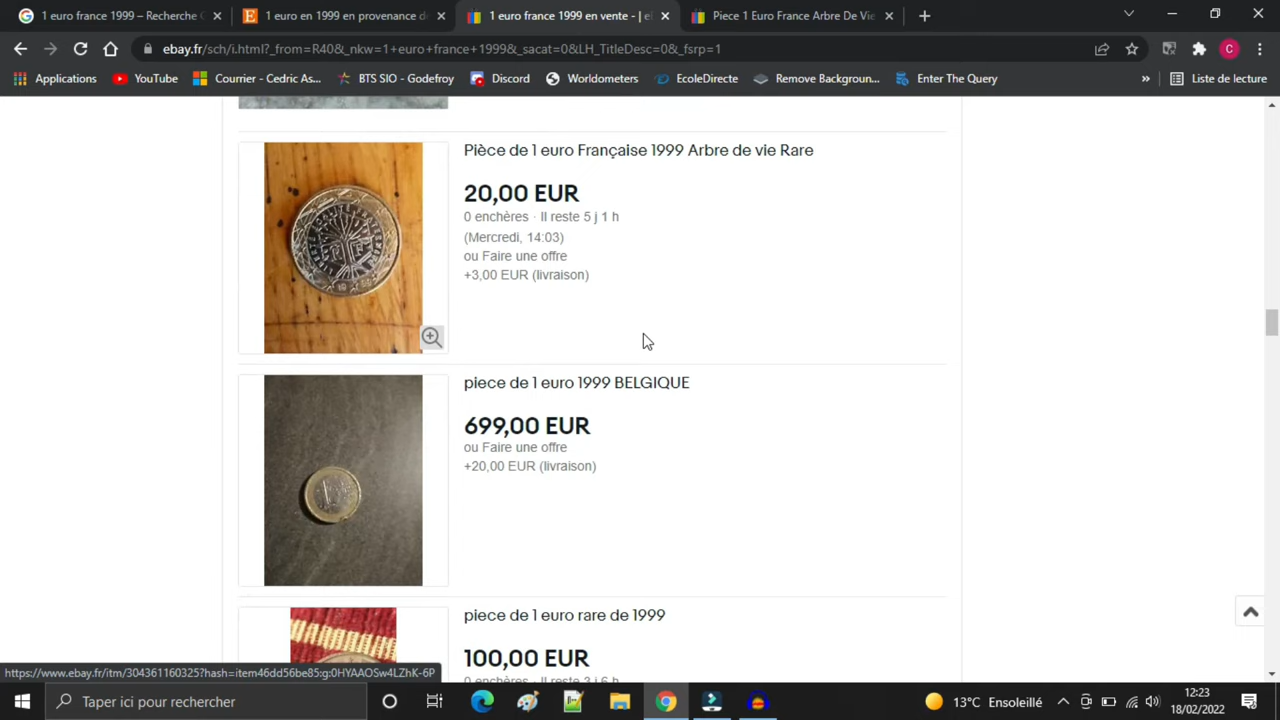 1 euro france 1999 – Recherche G
1 euro en 1999 en provenance d
1 euro france 1999 en vente - | el
Piece 1 Euro France Arbre De Vie
ebay.fr/sch/i.html?_from=R40&_nkw=1+euro+france+1999&_sacat=0&LH_TitleDesc=0&_fsrp=1
C
Applications
YouTube
Courrier - Cedric As...
BTS SIO - Godefroy
Discord
Worldometers
EcoleDirecte
Remove Backgroun...
Enter The Query
»
Liste de lecture
Pièce de 1 euro Française 1999 Arbre de vie Rare
20,00 EUR
0 enchères · Il reste 5 j 1 h
(Mercredi, 14:03)
ou Faire une offre
+3,00 EUR (livraison)
piece de 1 euro 1999 BELGIQUE
699,00 EUR
ou Faire une offre
+20,00 EUR (livraison)
piece de 1 euro rare de 1999
100,00 EUR
0 enchères · Il reste 3 j 6 h
https://www.ebay.fr/itm/304361160325?hash=item46dd56be85:g:0HYAAOSw4LZhK-6P
Taper ici pour rechercher
13°C Ensoleillé
12:23
18/02/2022